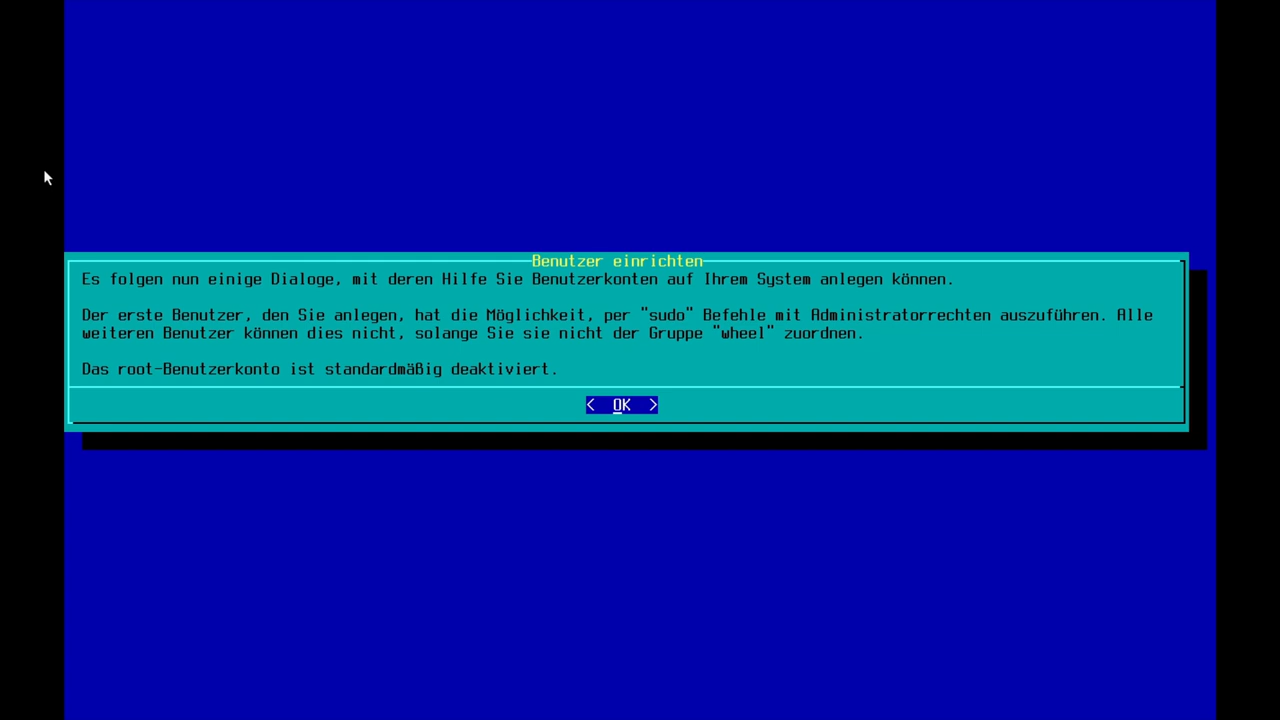 Benutzer einrichten
Es folgen nun einige Dialoge, mit deren Hilfe Sie Benutzerkonten auf Ihrem System anlegen können.
Der erste Benutzer, den Sie anlegen, hat die Möglichkeit, per "sudo" Befehle mit Administratorrechten auszuführen. Alle
weiteren Benutzer können dies nicht, solange Sie sie nicht der Gruppe "wheel" zuordnen.
Das root-Benutzerkonto ist standardmäßig deaktiviert.
< OK >